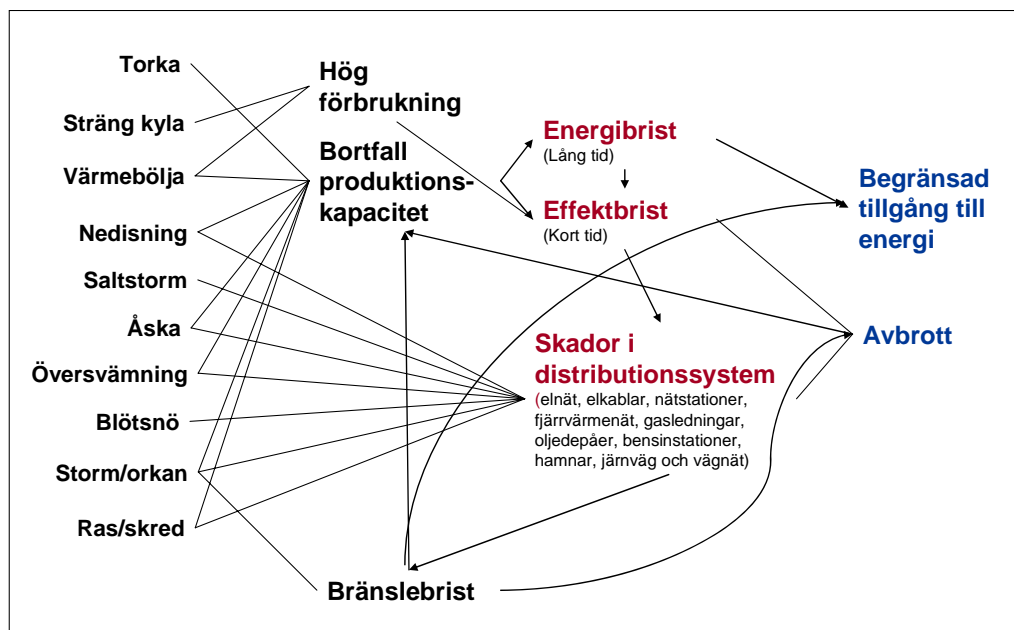 Torka
Sträng kyla
Värmebölja
Nedisning
Saltstorm
Åska
Översvämning
Blötsnö
Storm/orkan
Ras/skred
Hög
förbrukning
Bortfall
produktions-
kapacitet
Bränslebrist
Energibrist
(Lång tid)
Effektbrist
(Kort tid)
Skador i
distributionssystem
(elnät, elkablar, nätstationer,
fjärrvärmenät, gasledningar,
oljedepåer, bensinstationer,
hamnar, järnväg och vägnät)
Begränsad
tillgång till
energi
Avbrott